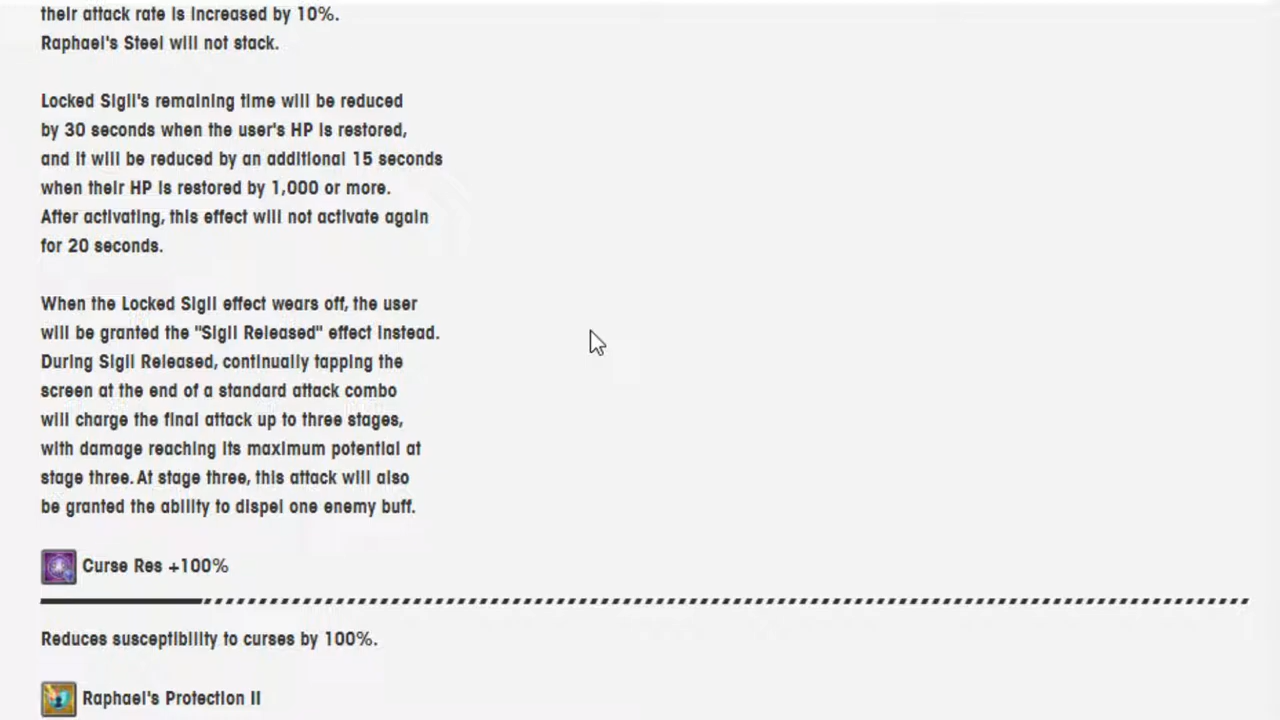 their attack rate is increased by 10%.
Raphael's Steel will not stack.
Locked Sigil's remaining time will be reduced
by 30 seconds when the user's HP is restored,
and it will be reduced by an additional 15 seconds
when their HP is restored by 1,000 or more.
After activating, this effect will not activate again
for 20 seconds.
When the Locked Sigil effect wears off, the user
will be granted the "Sigil Released" effect instead.
During Sigil Released, continually tapping the
screen at the end of a standard attack combo
will charge the final attack up to three stages,
with damage reaching its maximum potential at
stage three. At stage three, this attack will also
be granted the ability to dispel one enemy buff.
Curse Res +100%
Reduces susceptibility to curses by 100%.
Raphael's Protection II